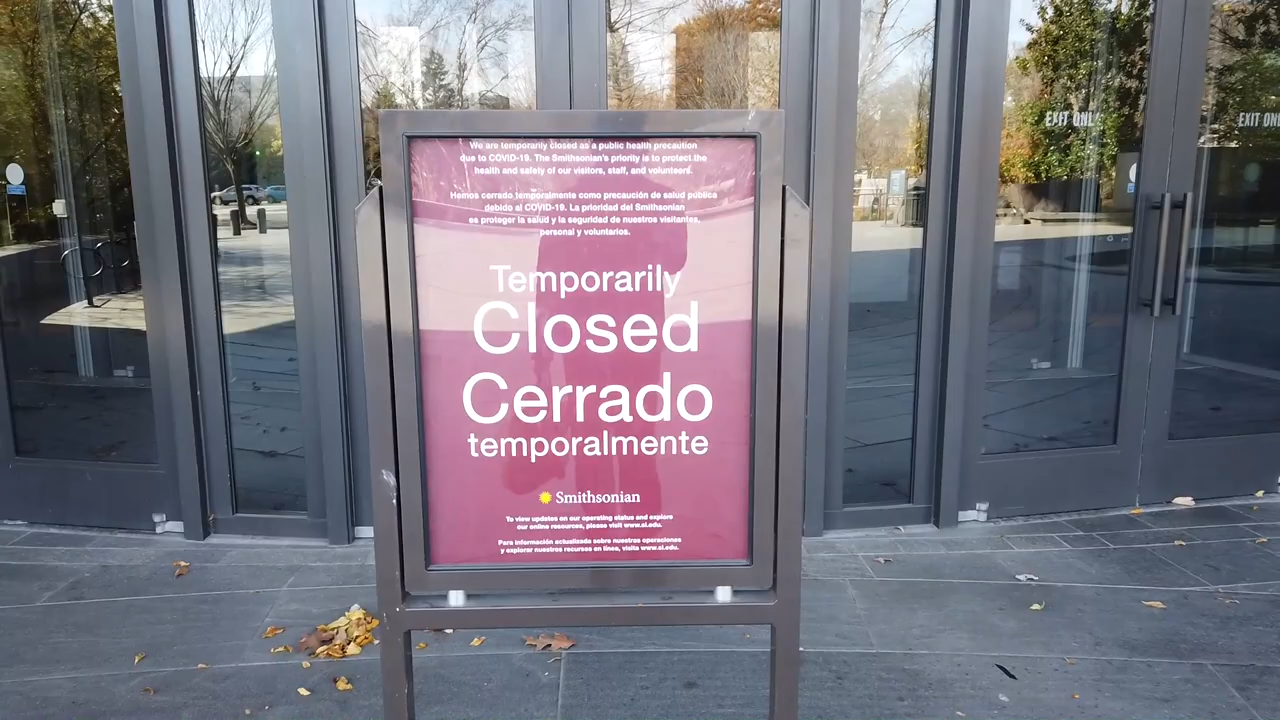 We are temporarily closed as a public health precaution
due to COVID-19. The Smithsonian's priority is to protect the
health and safety of our visitors, staff, and volunteers.
Hemos cerrado temporalmente como precaución de salud pública
debido al COVID-19. La prioridad del Smithsonian
es proteger la salud y la seguridad de nuestros visitantes,
personal y voluntarios.
Temporarily
Closed
Cerrado
temporalmente
Smithsonian
To view updates on our operating status and explore
our online resources, please visit www.si.edu.
Para información actualizada sobre nuestras operaciones
y explorar nuestros recursos en línea, visita www.si.edu.
EXIT ONL
EXIT ONL